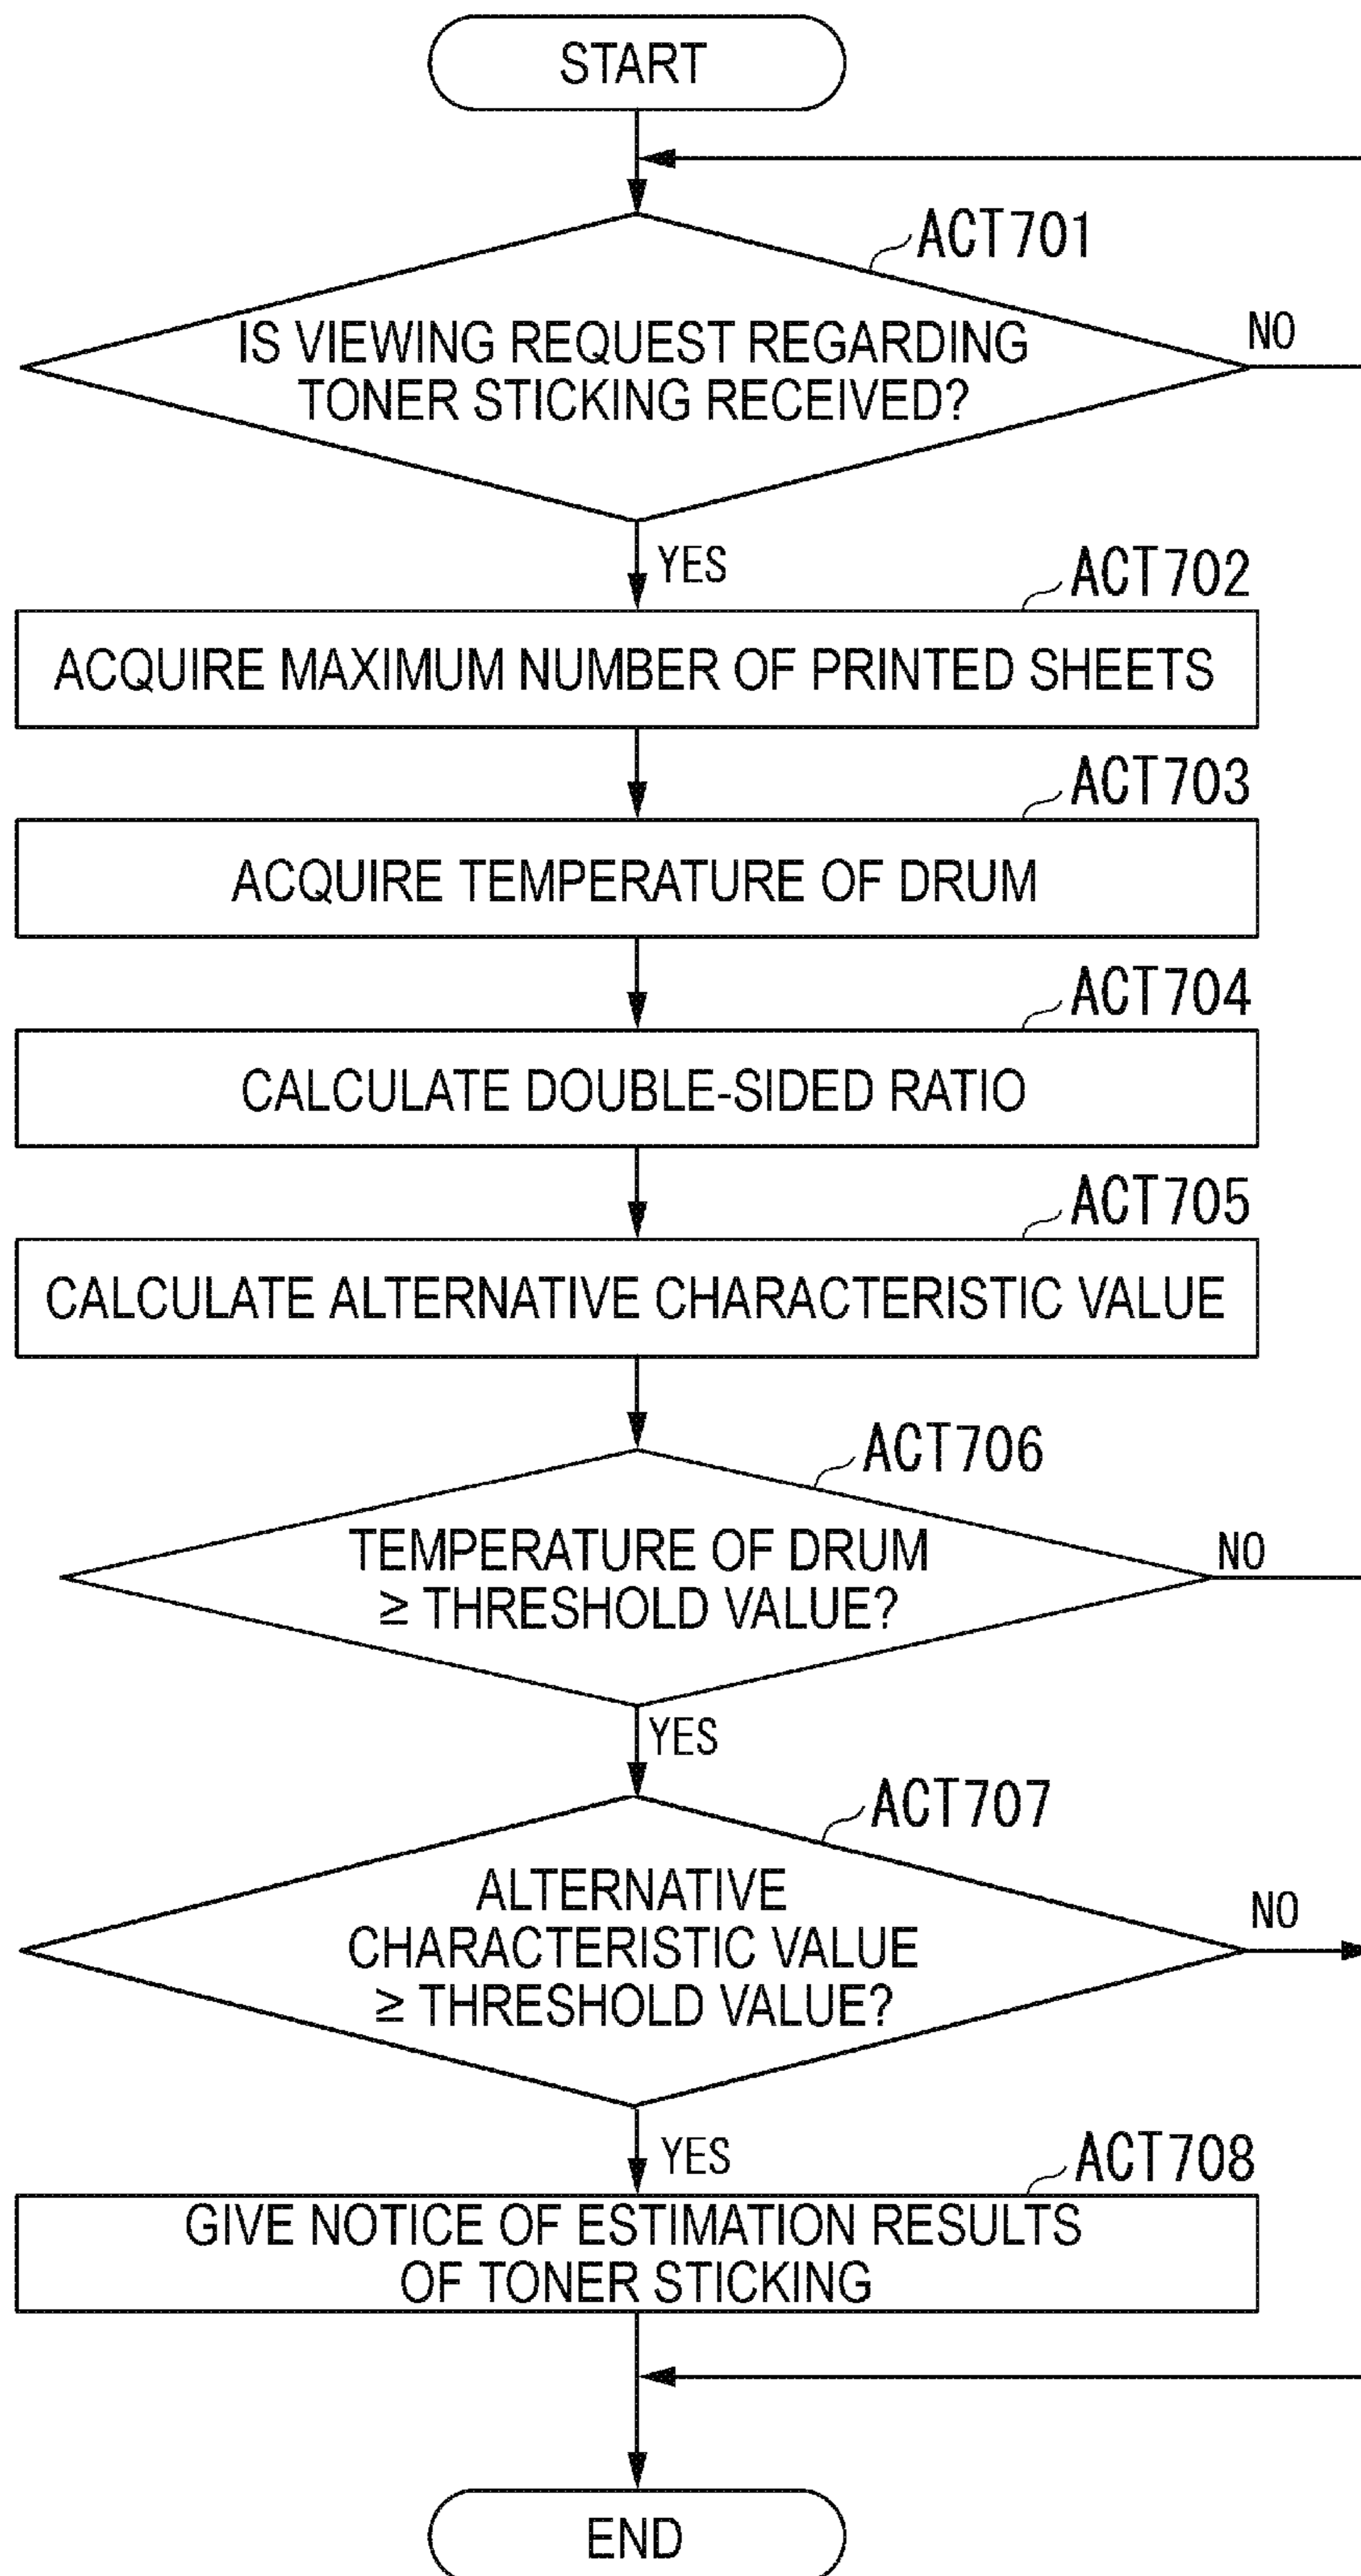 START
ACT701
IS VIEWING REQUEST REGARDING
TONER STICKING RECEIVED?
NO
YES
ACT702
ACQUIRE MAXIMUM NUMBER OF PRINTED SHEETS
ACT703
ACQUIRE TEMPERATURE OF DRUM
ACT704
CALCULATE DOUBLE-SIDED RATIO
ACT705
CALCULATE ALTERNATIVE CHARACTERISTIC VALUE
ACT706
TEMPERATURE OF DRUM
≥ THRESHOLD VALUE?
NO
YES
ACT707
ALTERNATIVE
CHARACTERISTIC VALUE
≥ THRESHOLD VALUE?
NO
YES
ACT708
GIVE NOTICE OF ESTIMATION RESULTS
OF TONER STICKING
END